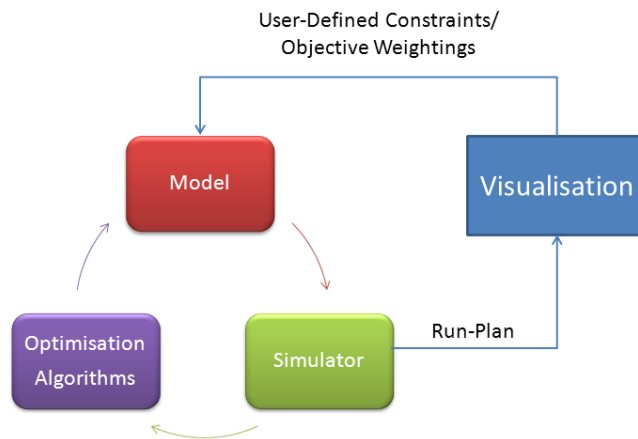 User-Defined Constraints/
Objective Weightings
Model
Visualisation
Run-Plan
Optimisation
Algorithms
Simulator